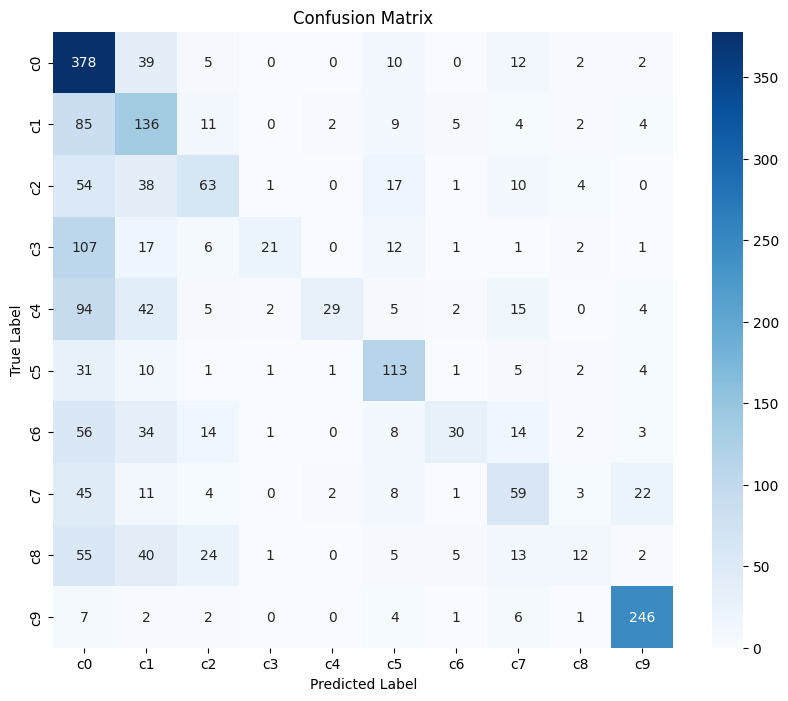 Confusion Matrix
c0 378 39 5 0 0 10 0 12 2 2
c1 85 136 11 0 2 9 5 4 2 4
c2 54 38 63 1 0 17 1 10 4 0
c3 107 17 6 21 0 12 1 1 2 1
c4 94 42 5 2 29 5 2 15 0 4
c5 31 10 1 1 1 113 1 5 2 4
c6 56 34 14 1 0 8 30 14 2 3
c7 45 11 4 0 2 8 1 59 3 22
c8 55 40 24 1 0 5 5 13 12 2
c9 7 2 2 0 0 4 1 6 1 246
c0 c1 c2 c3 c4 c5 c6 c7 c8 c9
Predicted Label
True Label
350
300
250
200
150
100
50
0